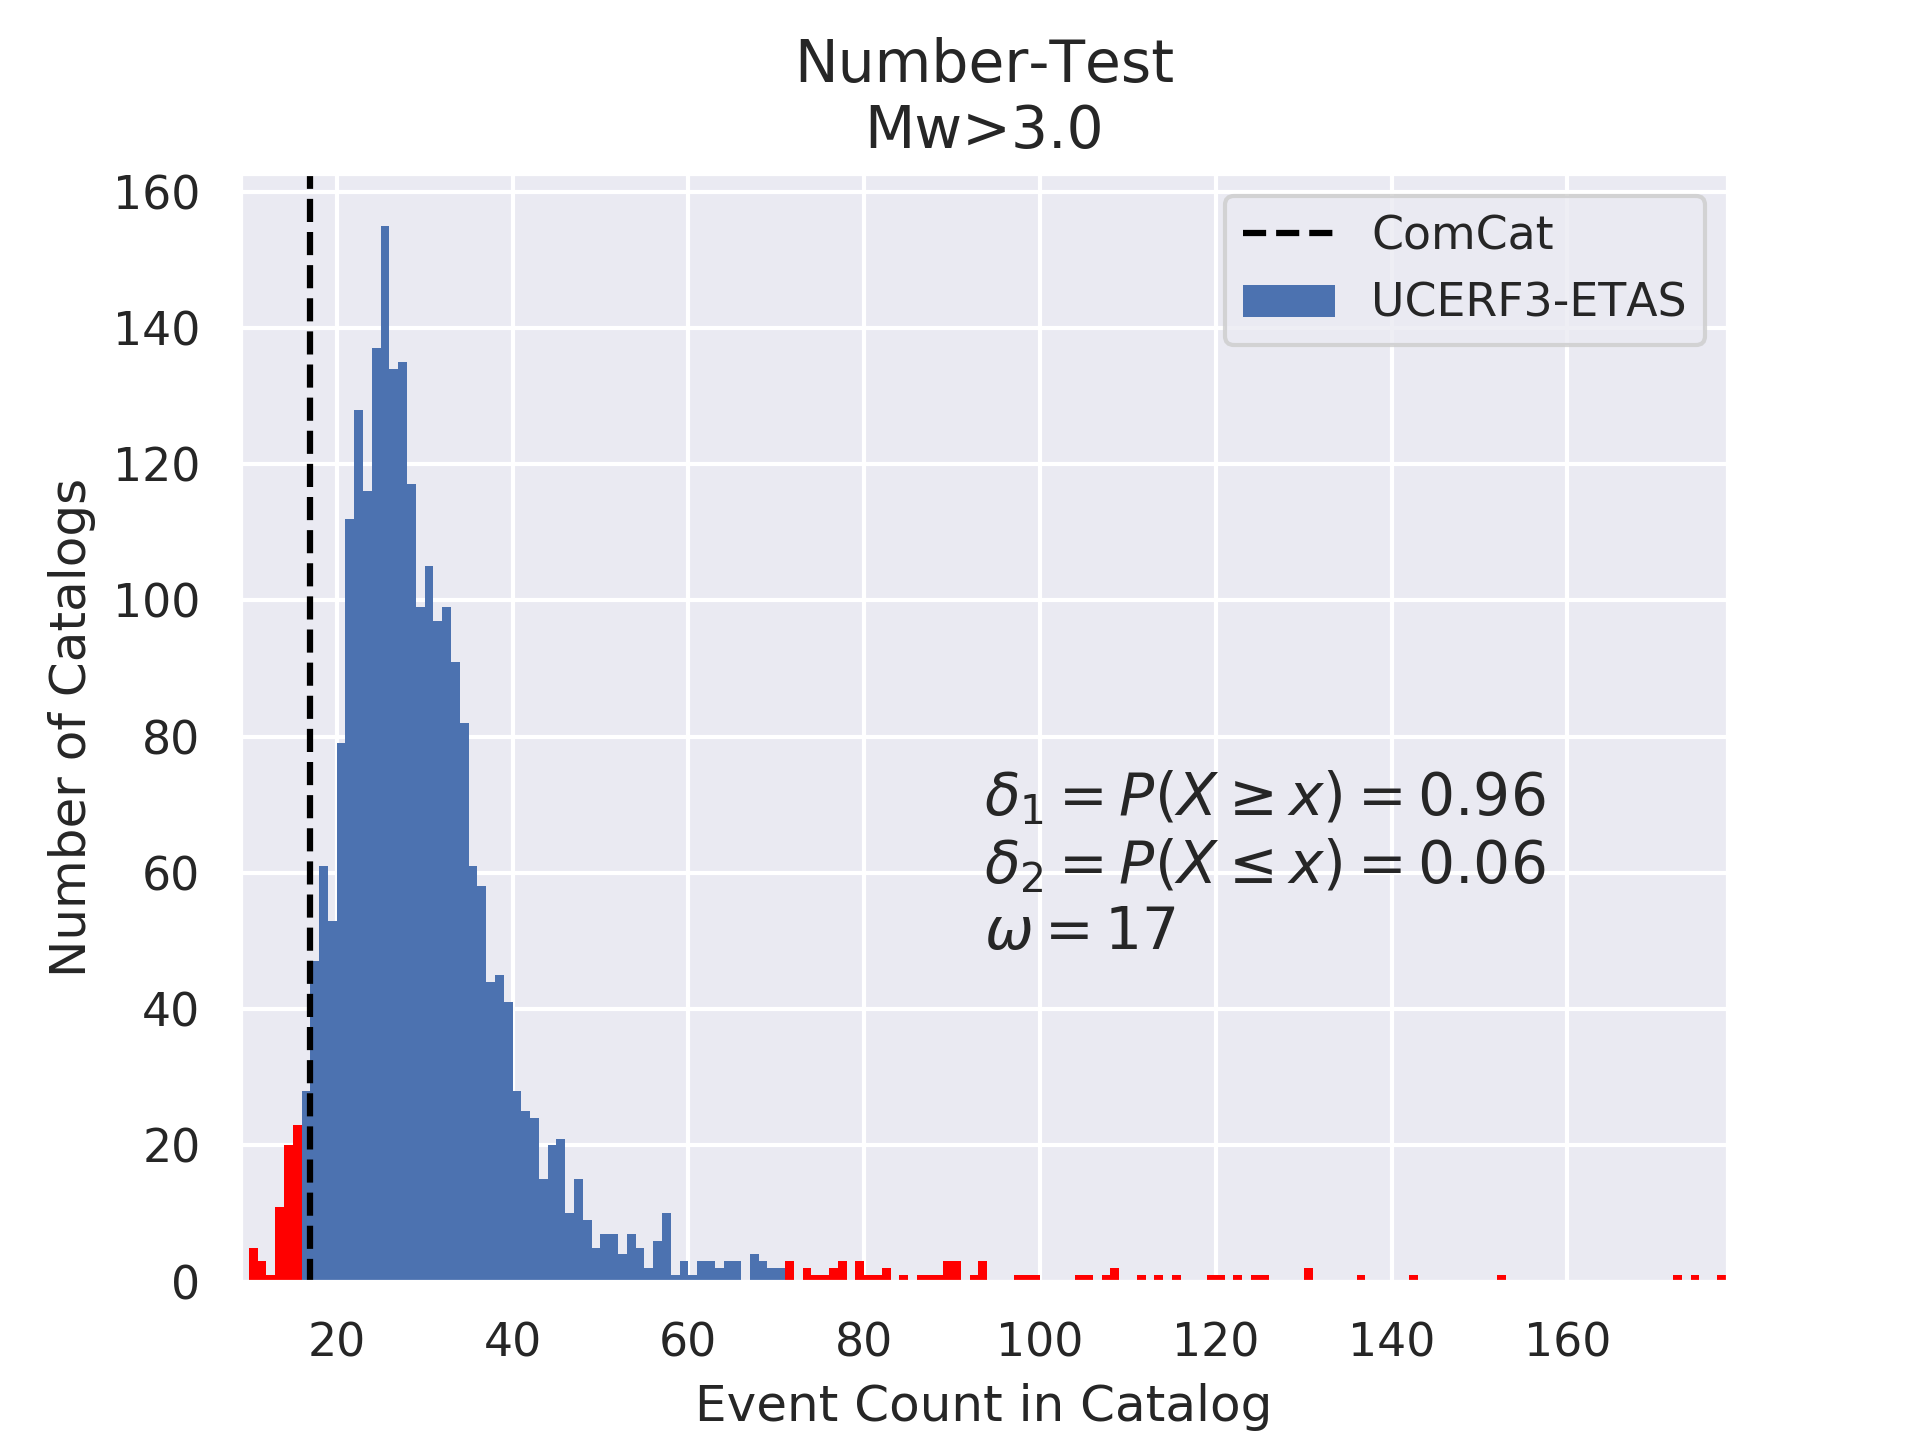 Number-Test
Mw>3.0
160
140
120
100
80
60
40
20
0
Number of Catalogs
ComCat
UCERF3-ETAS
δ₁ = P(X ≥ x) = 0.96
δ₂ = P(X ≤ x) = 0.06
ω = 17
20 40 60 80 100 120 140 160
Event Count in Catalog